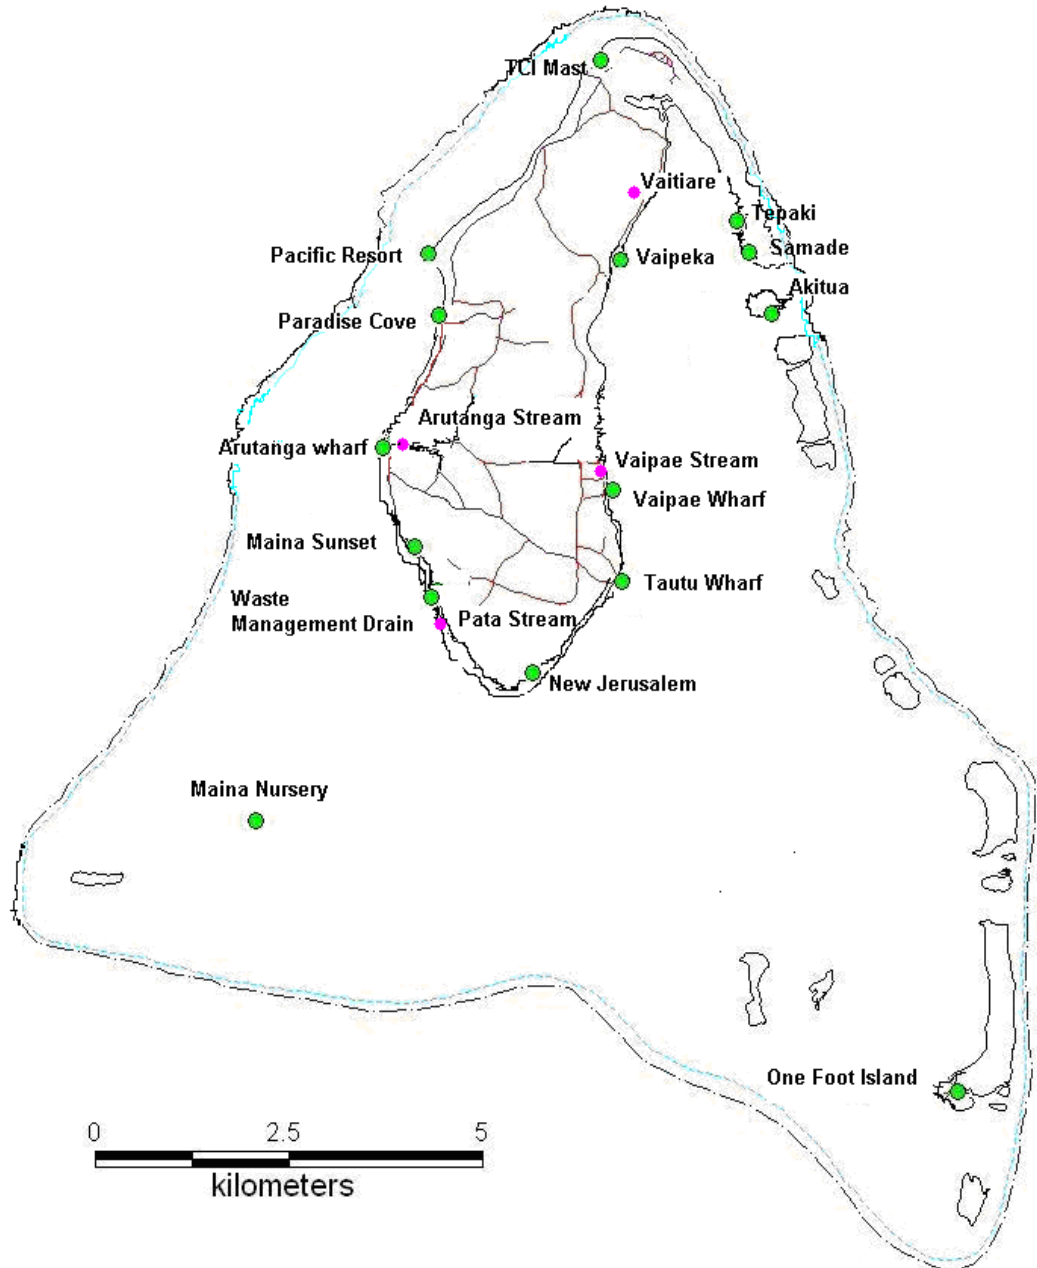 TCI Mast
Vaitiare
Tepaki
Samade
Pacific Resort
Vaipeka
Akitua
Paradise Cove
Arutanga Stream
Arutanga wharf
Vaipae Stream
Vaipae Wharf
Maina Sunset
Tautu Wharf
Waste
Management Drain
Pata Stream
New Jerusalem
Maina Nursery
One Foot Island
0 2.5 5
kilometers